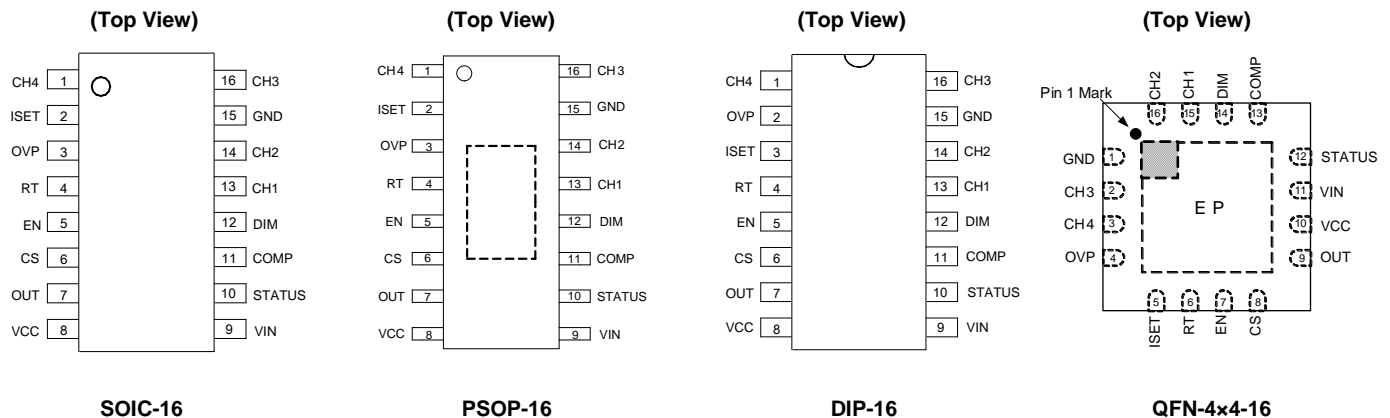 (Top View) (Top View) (Top View) (Top View)
CH4 1 16 CH3
ISET 2 15 GND
OVP 3 14 CH2
RT 4 13 CH1
EN 5 12 DIM
CS 6 11 COMP
OUT 7 10 STATUS
VCC 8 9 VIN
SOIC-16
CH4 1 16 CH3
ISET 2 15 GND
OVP 3 14 CH2
RT 4 13 CH1
EN 5 12 DIM
CS 6 11 COMP
OUT 7 10 STATUS
VCC 8 9 VIN
PSOP-16
CH4 1 16 CH3
OVP 2 15 GND
ISET 3 14 CH2
RT 4 13 CH1
EN 5 12 DIM
CS 6 11 COMP
OUT 7 10 STATUS
VCC 8 9 VIN
DIP-16
CH2 CH1 DIM COMP
Pin 1 Mark
16 15 14 13
GND 1 12 STATUS
CH3 2 11 VIN
CH4 3 10 VCC
OVP 4 9 OUT
E P
5 6 7 8
ISET RT EN CS
QFN-4×4-16